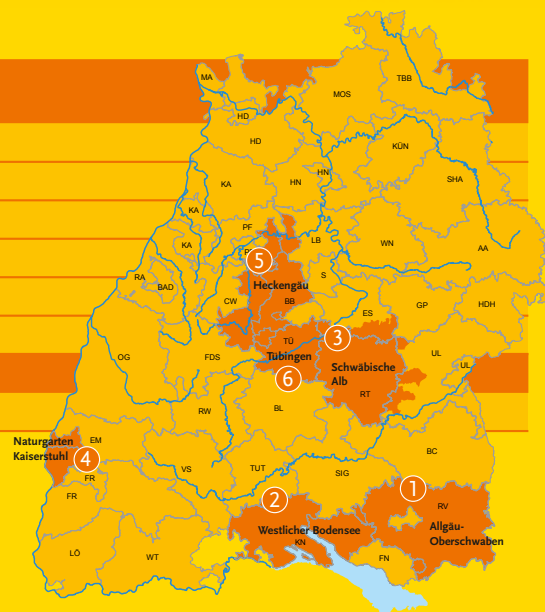 MA
MOS
TBB
HD
HD
KÜN
HN
HN
SHA
KA
KA
PF
LB
WN
KA
AA
5
S
RA
Heckengäu
BAD
CW
BB
GP
HDH
ES
3
TÜ
OG
FDS
Tübingen
UL
UL
Schwäbische
Alb
6
RT
RW
BL
Naturgarten
Kaiserstuhl
EM
4
FR
BC
VS
TUT
SIG
FR
1
2
RV
Westlicher Bodensee
Allgäu-
Oberschwaben
KN
LÖ
WT
FN